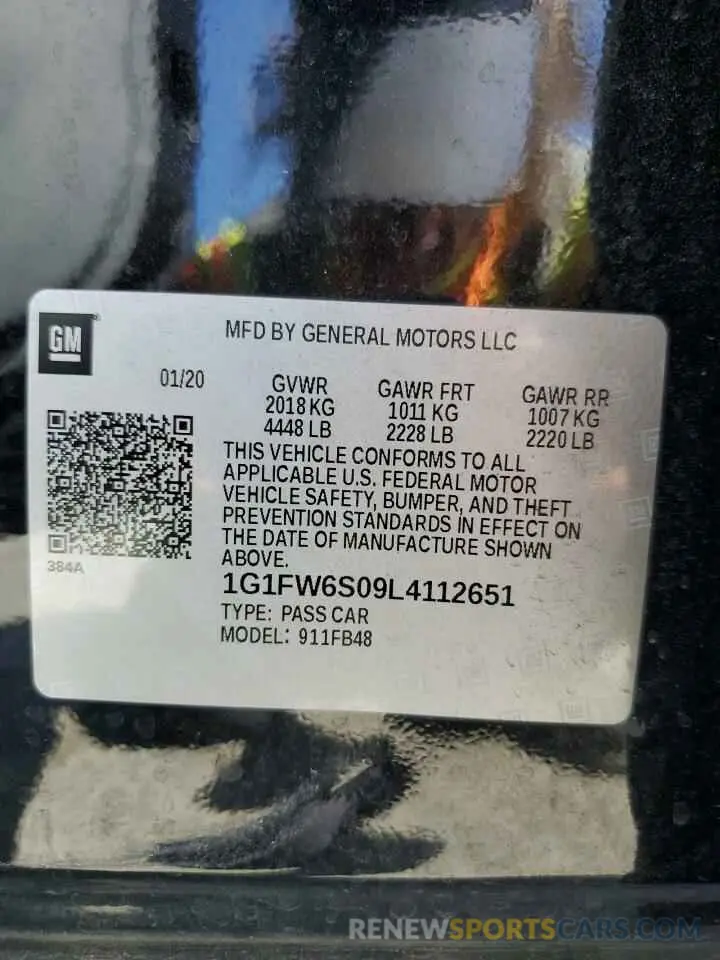 GM
MFD BY GENERAL MOTORS LLC
01/20
GVWR
2018 KG
4448 LB
GAWR FRT
1011 KG
2228 LB
GAWR RR
1007 KG
2220 LB
THIS VEHICLE CONFORMS TO ALL
APPLICABLE U.S. FEDERAL MOTOR
VEHICLE SAFETY, BUMPER, AND THEFT
PREVENTION STANDARDS IN EFFECT ON
THE DATE OF MANUFACTURE SHOWN
ABOVE.
384A
1G1FW6S09L4112651
TYPE: PASS CAR
MODEL: 911FB48
RENEWSPORTSCARS.COM